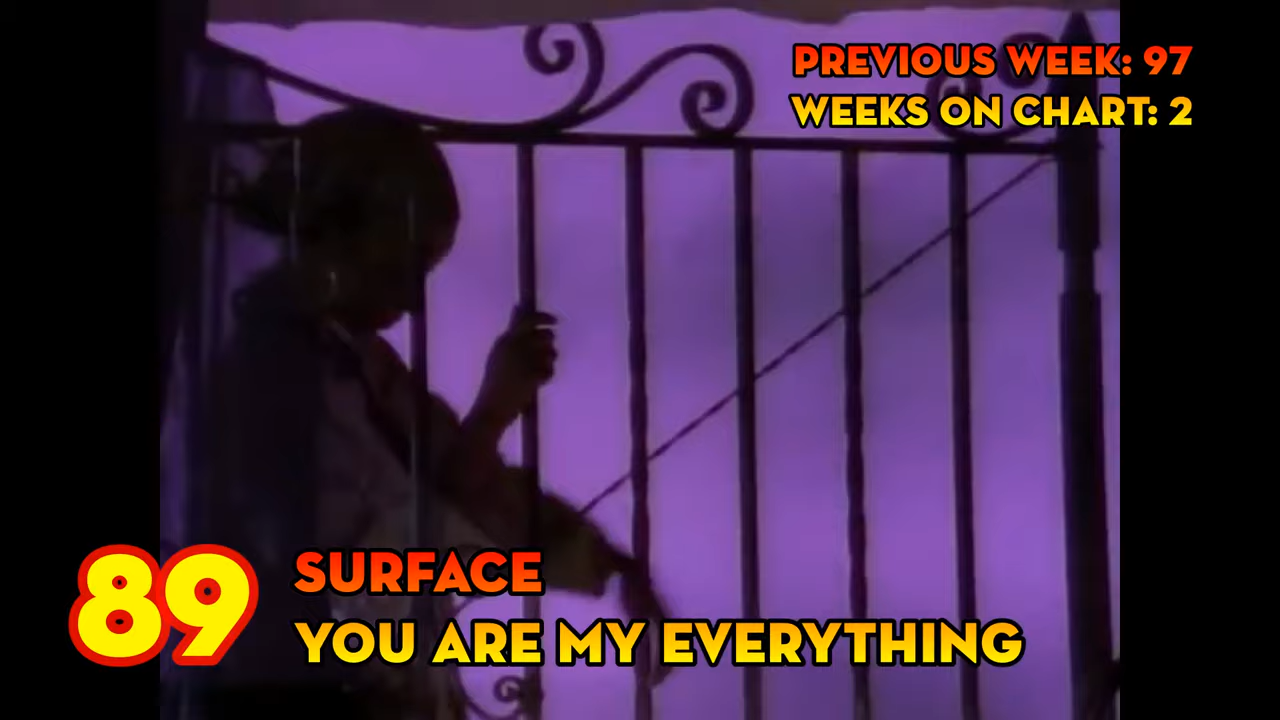 PREVIOUS WEEK: 97
WEEKS ON CHART: 2
89
SURFACE
YOU ARE MY EVERYTHING